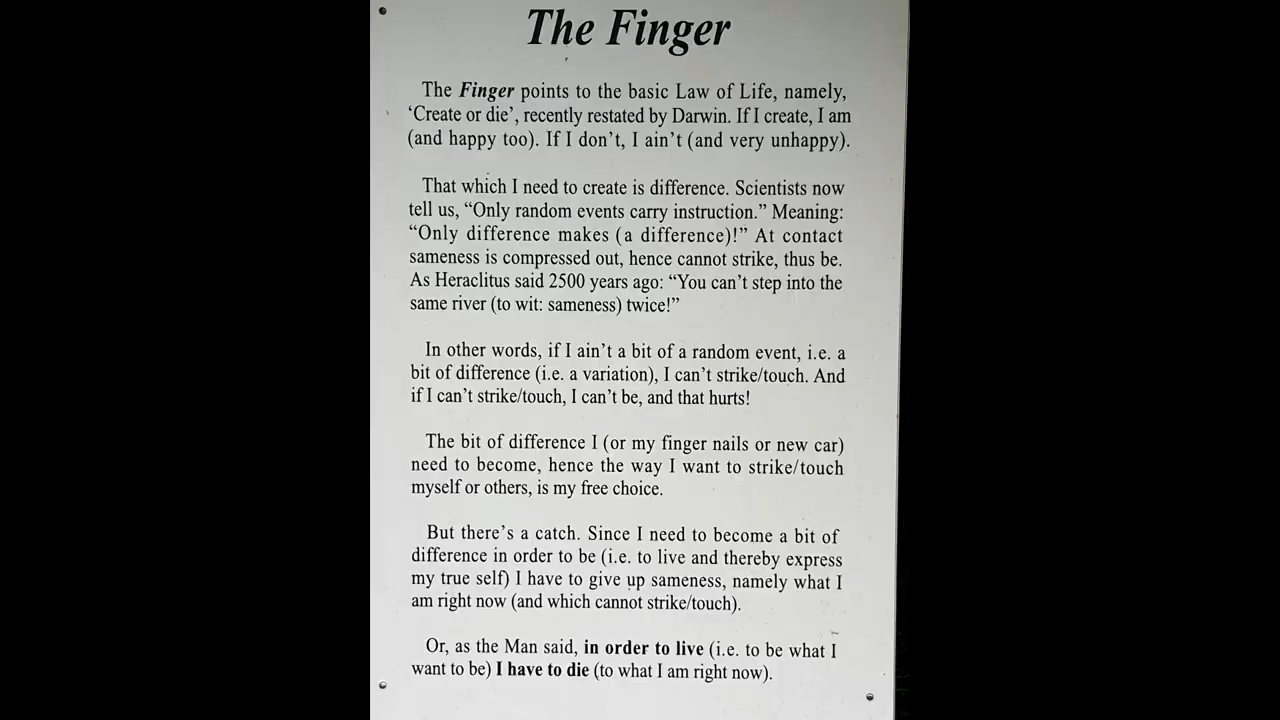 The Finger
The Finger points to the basic Law of Life, namely,
‘Create or die’, recently restated by Darwin. If I create, I am
(and happy too). If I don’t, I ain’t (and very unhappy).
That which I need to create is difference. Scientists now
tell us, “Only random events carry instruction.” Meaning:
“Only difference makes (a difference)!” At contact
sameness is compressed out, hence cannot strike, thus be.
As Heraclitus said 2500 years ago: “You can’t step into the
same river (to wit: sameness) twice!”
In other words, if I ain’t a bit of a random event, i.e. a
bit of difference (i.e. a variation), I can’t strike/touch. And
if I can’t strike/touch, I can’t be, and that hurts!
The bit of difference I (or my finger nails or new car)
need to become, hence the way I want to strike/touch
myself or others, is my free choice.
But there’s a catch. Since I need to become a bit of
difference in order to be (i.e. to live and thereby express
my true self) I have to give up sameness, namely what I
am right now (and which cannot strike/touch).
Or, as the Man said, in order to live (i.e. to be what I
want to be) I have to die (to what I am right now).